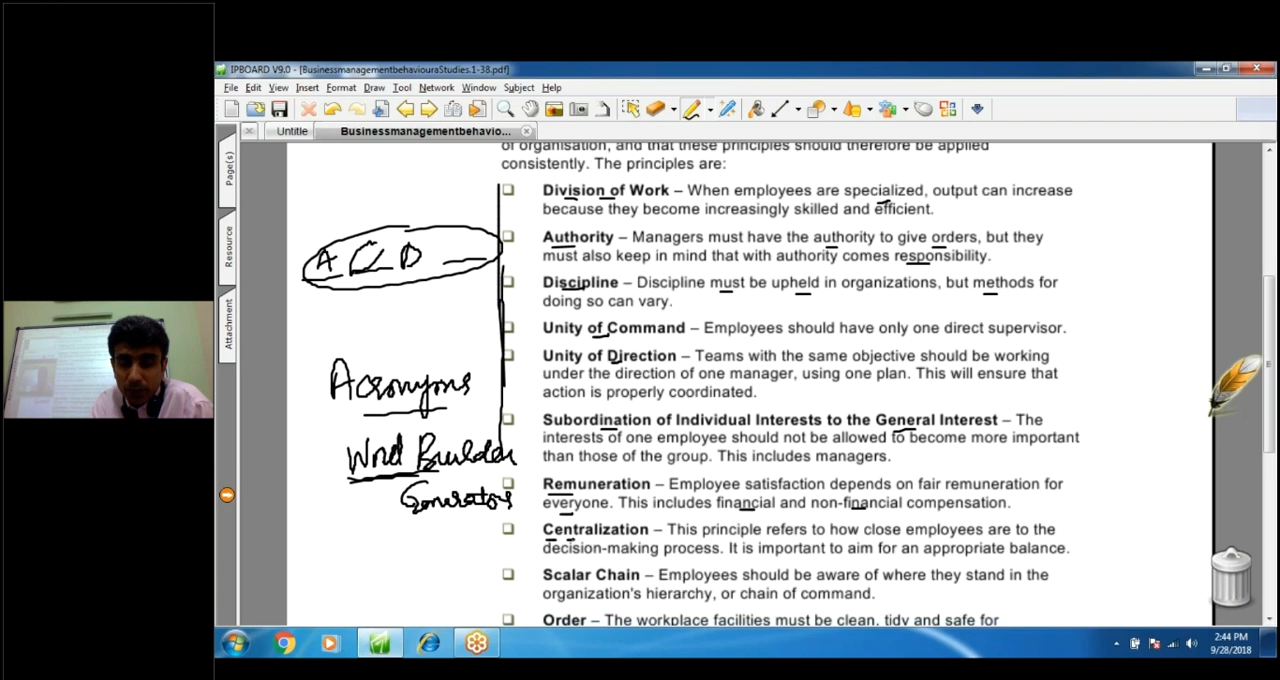 IPBOARD V9.0 - [BusinessmanagementbehaviouraStudies.1-38.pdf]
File Edit View Insert Format Draw Tool Network Window Subject Help
Untitle
Businessmanagementbehavio...
Page(s)
Resource
Attachment
of organisation, and that these principles should therefore be applied
consistently. The principles are:
Division of Work – When employees are specialized, output can increase
because they become increasingly skilled and efficient.
Authority – Managers must have the authority to give orders, but they
must also keep in mind that with authority comes responsibility.
Discipline – Discipline must be upheld in organizations, but methods for
doing so can vary.
Unity of Command – Employees should have only one direct supervisor.
Unity of Direction – Teams with the same objective should be working
under the direction of one manager, using one plan. This will ensure that
action is properly coordinated.
Subordination of Individual Interests to the General Interest – The
interests of one employee should not be allowed to become more important
than those of the group. This includes managers.
Remuneration – Employee satisfaction depends on fair remuneration for
everyone. This includes financial and non-financial compensation.
Centralization – This principle refers to how close employees are to the
decision-making process. It is important to aim for an appropriate balance.
Scalar Chain – Employees should be aware of where they stand in the
organization's hierarchy, or chain of command.
Order – The workplace facilities must be clean, tidy and safe for
A C D
Acronyms
Word Builder
Generators
2:44 PM
9/28/2018